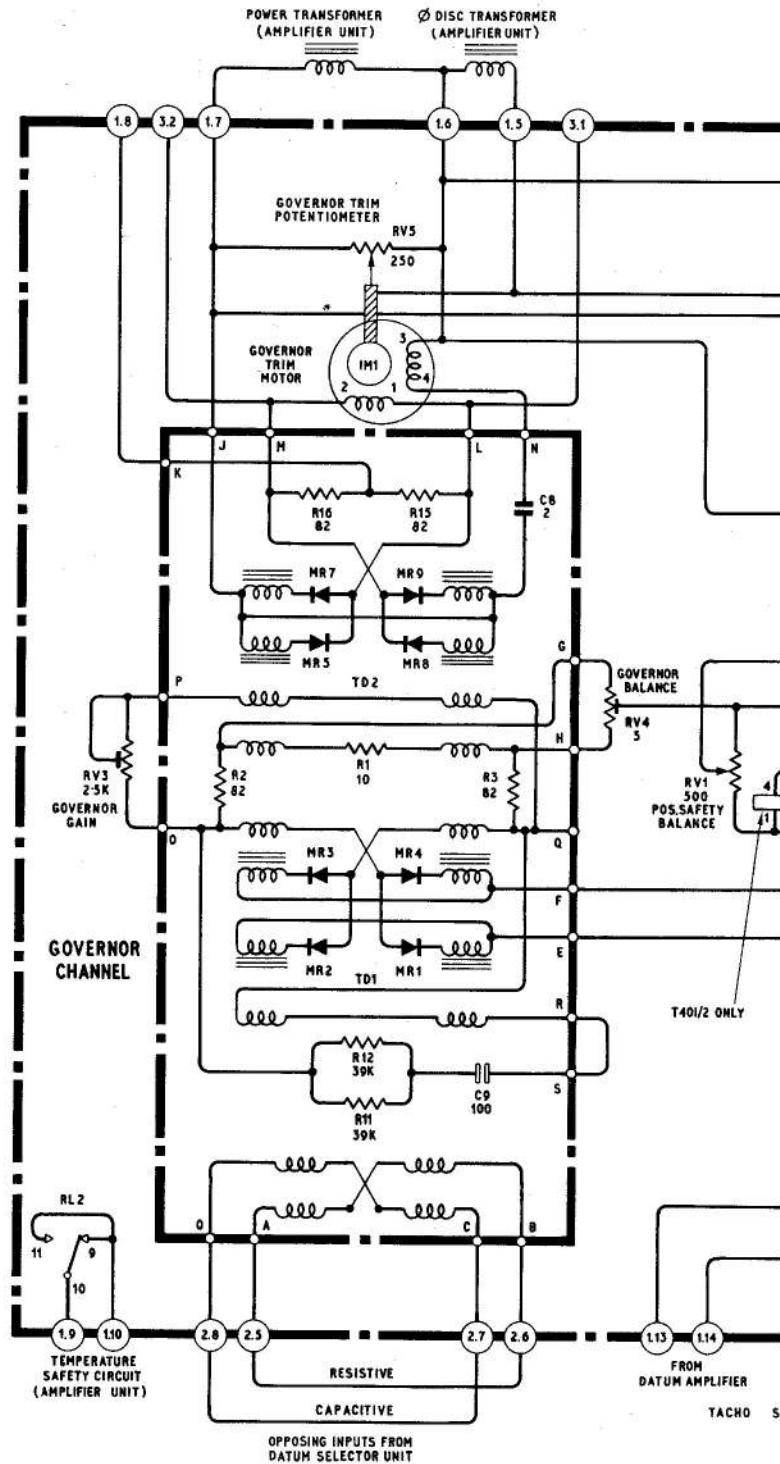 POWER TRANSFORMER
(AMPLIFIER UNIT)
Ø DISC TRANSFORMER
(AMPLIFIER UNIT)
1.8
3.2
1.7
1.6
1.5
3.1
GOVERNOR TRIM
POTENTIOMETER
RV5
250
GOVERNOR
TRIM
MOTOR
IM1
3
4
2
1
J
M
L
N
K
R16
82
R15
82
C8
2
MR7
MR9
MR5
MR8
G
P
TD2
GOVERNOR
BALANCE
RV4
5
H
R1
10
R2
82
R3
82
RV3
2·5K
GOVERNOR
GAIN
RV1
500
POS.SAFETY
BALANCE
4
1
O
Q
MR3
MR4
F
E
MR2
MR1
GOVERNOR
CHANNEL
TD1
T401/2 ONLY
R
R12
39K
C9
100
S
R11
39K
RL2
11
9
10
O
A
C
B
1.9
1.10
2.8
2.5
2.7
2.6
1.13
1.14
TEMPERATURE
SAFETY CIRCUIT
(AMPLIFIER UNIT)
RESISTIVE
CAPACITIVE
FROM
DATUM AMPLIFIER
TACHO S
OPPOSING INPUTS FROM
DATUM SELECTOR UNIT